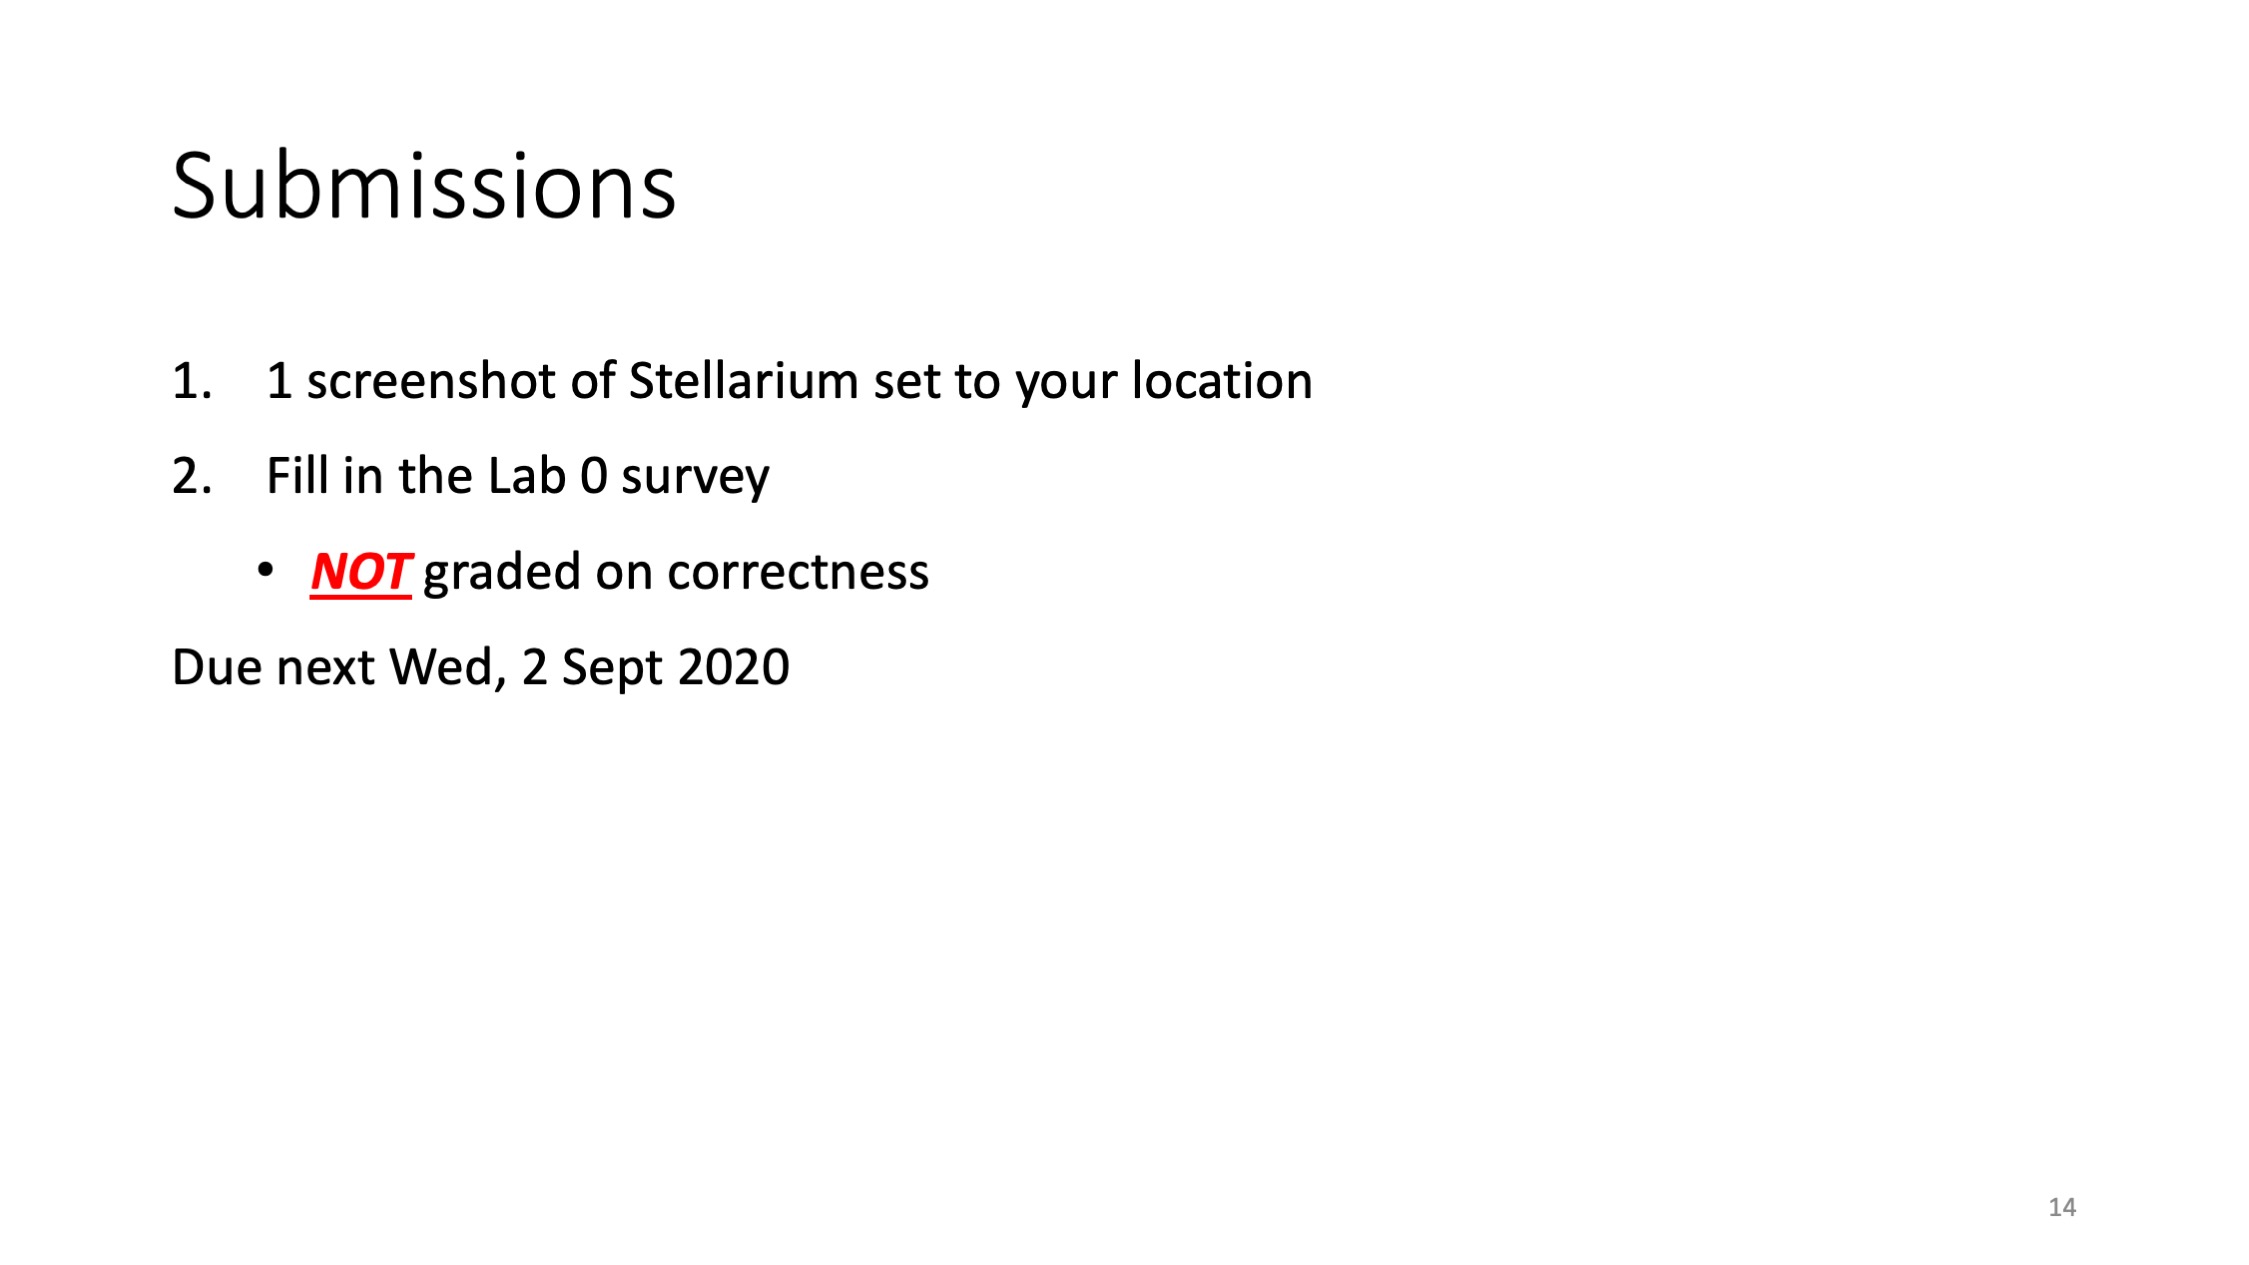 Submissions
1. 1 screenshot of Stellarium set to your location
2. Fill in the Lab 0 survey
• NOT graded on correctness
Due next Wed, 2 Sept 2020
14